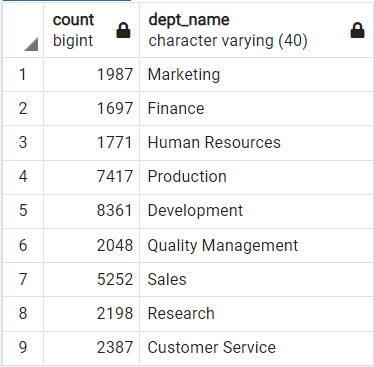 count dept_name
bigint character varying (40)
1 1987 Marketing
2 1697 Finance
3 1771 Human Resources
4 7417 Production
5 8361 Development
6 2048 Quality Management
7 5252 Sales
8 2198 Research
9 2387 Customer Service